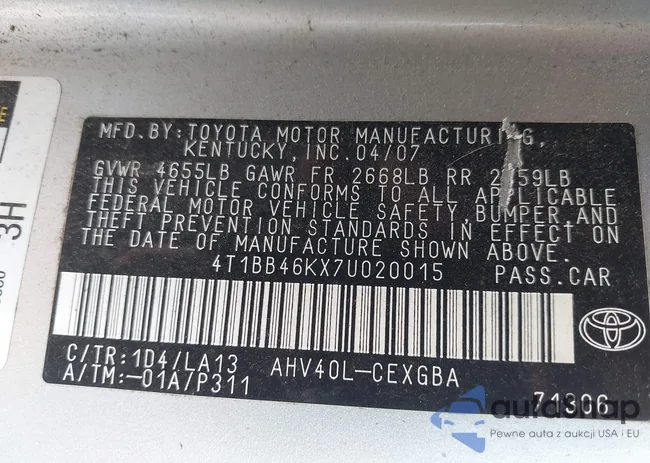 MFD. BY: TOYOTA MOTOR MANUFACTURING,
KENTUCKY, INC. 04/07
GVWR 4655LB GAWR FR 2668LB RR
THIS VEHICLE CONFORMS TO ALL APPLICABLE
FEDERAL MOTOR VEHICLE SAFETY, BUMPER, AND
THEFT PREVENTION STANDARDS IN EFFECT ON
THE DATE OF MANUFACTURE SHOWN ABOVE.
4T1BB46KX7U020015 PASS.CAR
C/TR:1D4/LA13 AHV40L-CEXGBA
A/TM:-01A/P311 71306
TOYOTA
3H
autosnap
Pewne auta z aukcji USA i EU